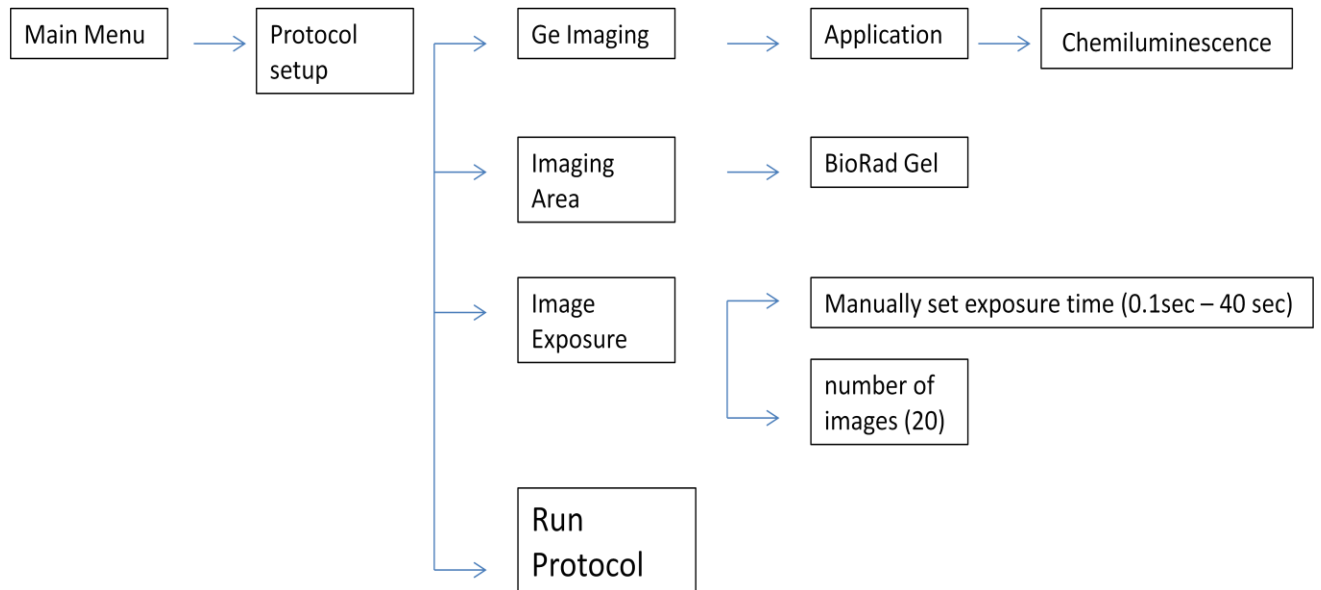 Main Menu
Protocol
setup
Ge Imaging
Application
Chemiluminescence
Imaging
Area
BioRad Gel
Image
Exposure
Manually set exposure time (0.1sec – 40 sec)
number of
images (20)
Run
Protocol